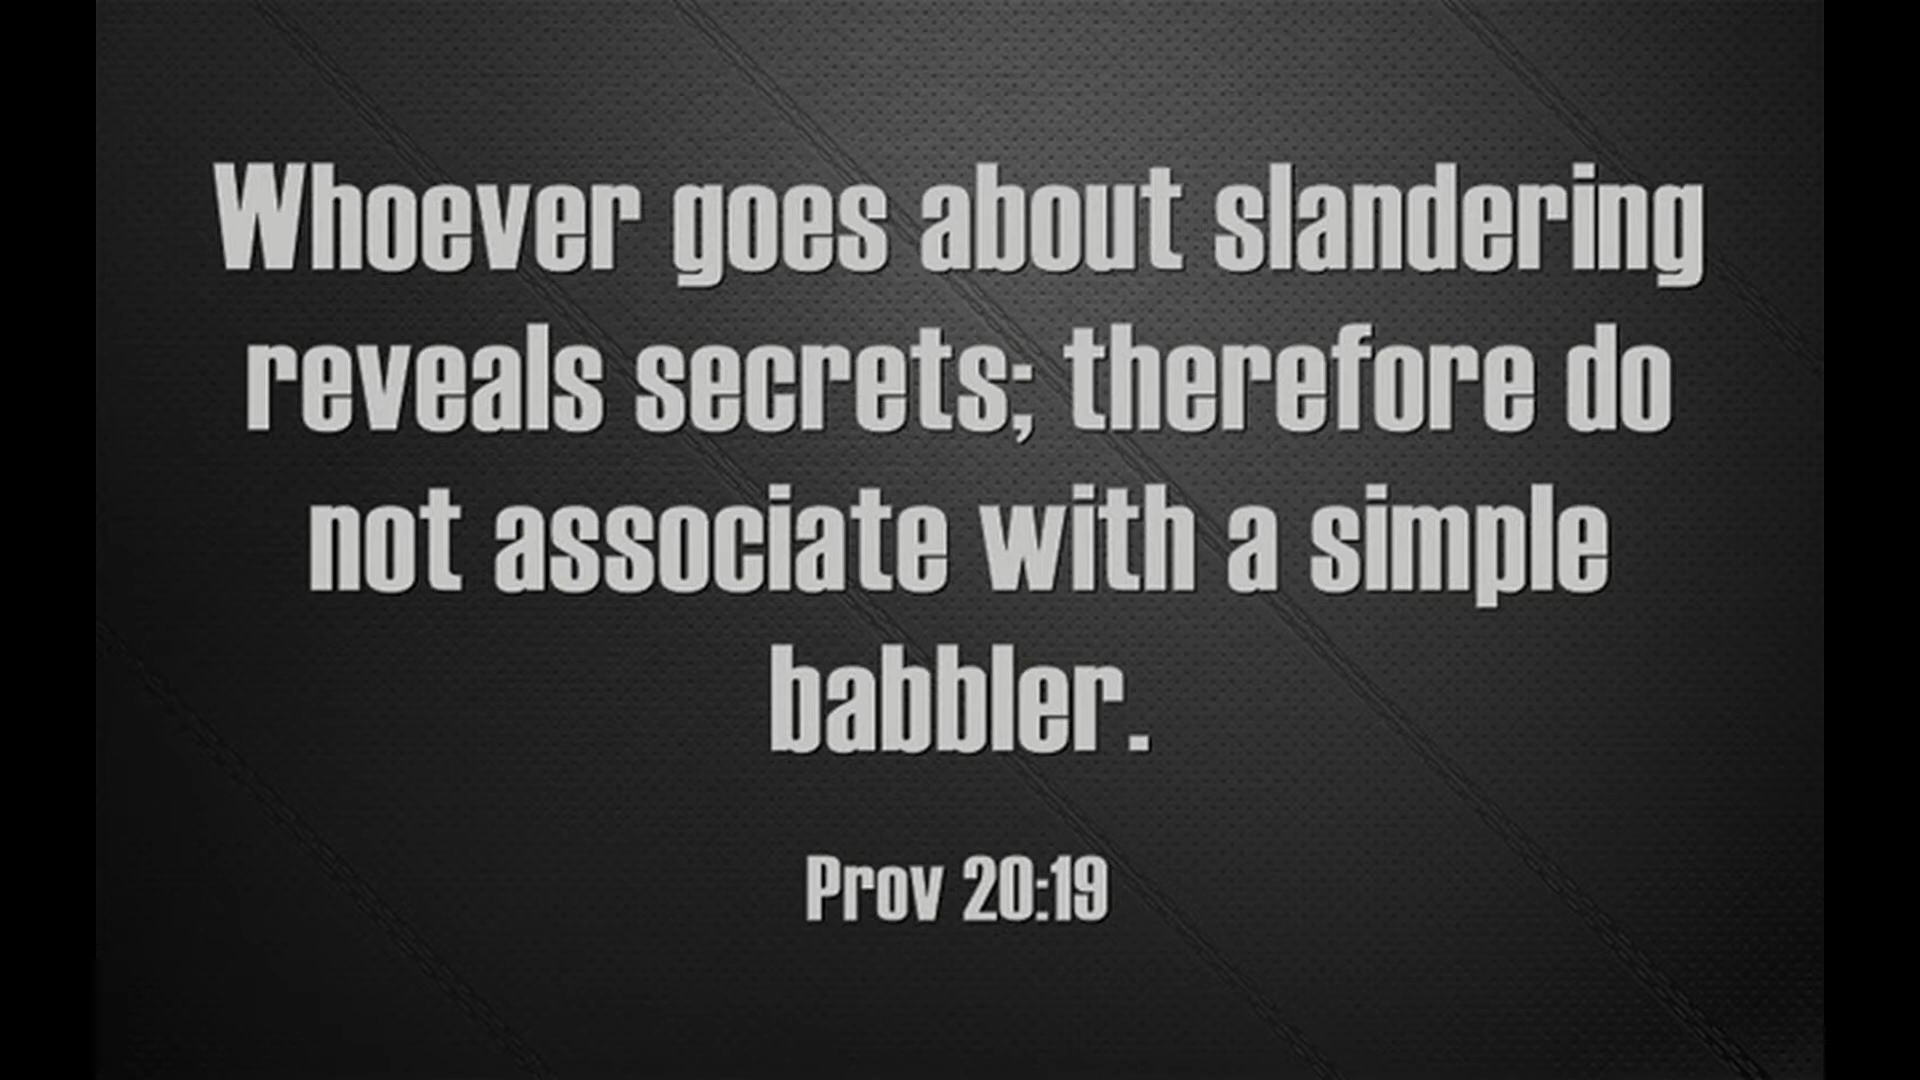 Whoever goes about slandering
reveals secrets; therefore do
not associate with a simple
babbler.
Prov 20:19